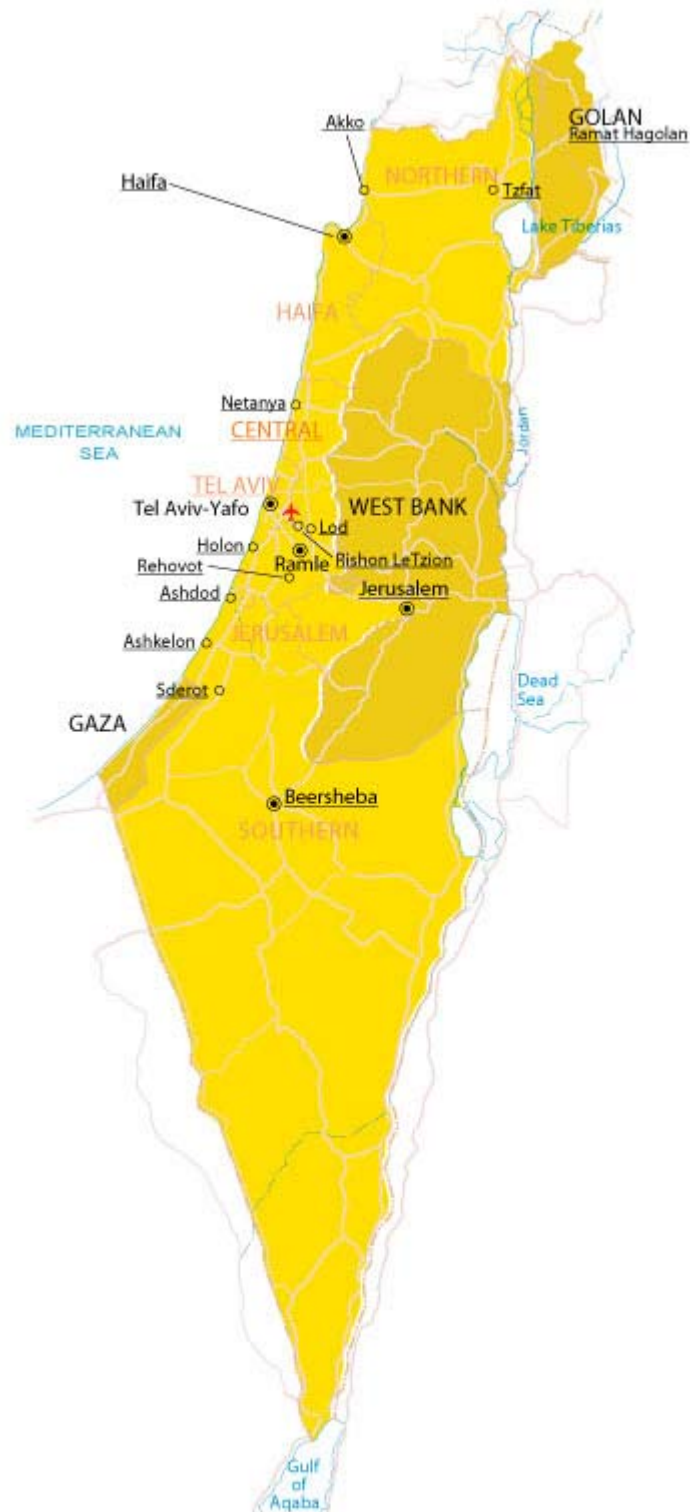 GOLAN
Ramat Hagolan
Akko
NORTHERN
Haifa
Tzfat
Lake Tiberias
HAIFA
Netanya
CENTRAL
MEDITERRANEAN
SEA
TEL AVIV
Tel Aviv-Yafo
WEST BANK
Jordan
Lod
Holon
Ramle
Rishon LeTzion
Rehovot
Jerusalem
Ashdod
JERUSALEM
Ashkelon
Sderot
Dead
Sea
GAZA
Beersheba
SOUTHERN
Gulf
of
Aqaba